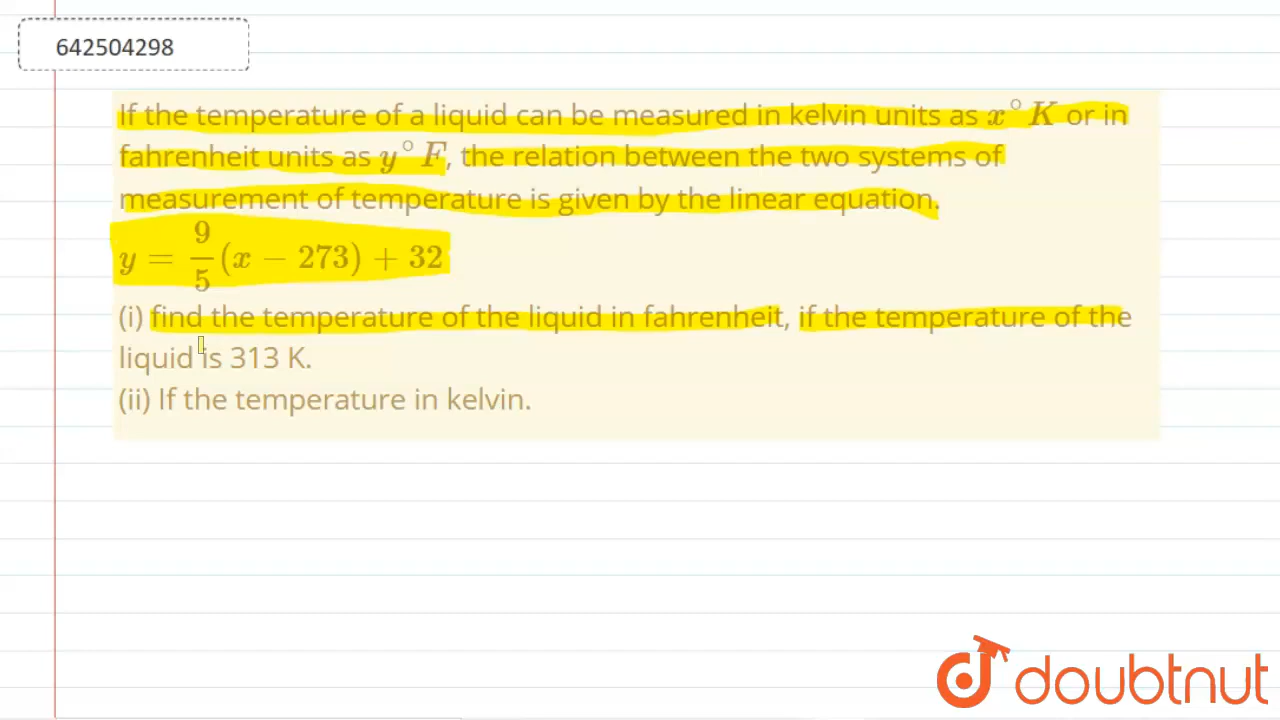 642504298
If the temperature of a liquid can be measured in kelvin units as x° K or in
fahrenheit units as y° F, the relation between the two systems of
measurement of temperature is given by the linear equation.
y = 9/5 (x − 273) + 32
(i) find the temperature of the liquid in fahrenheit, if the temperature of the
liquid is 313 K.
(ii) If the temperature in kelvin.
doubtnut